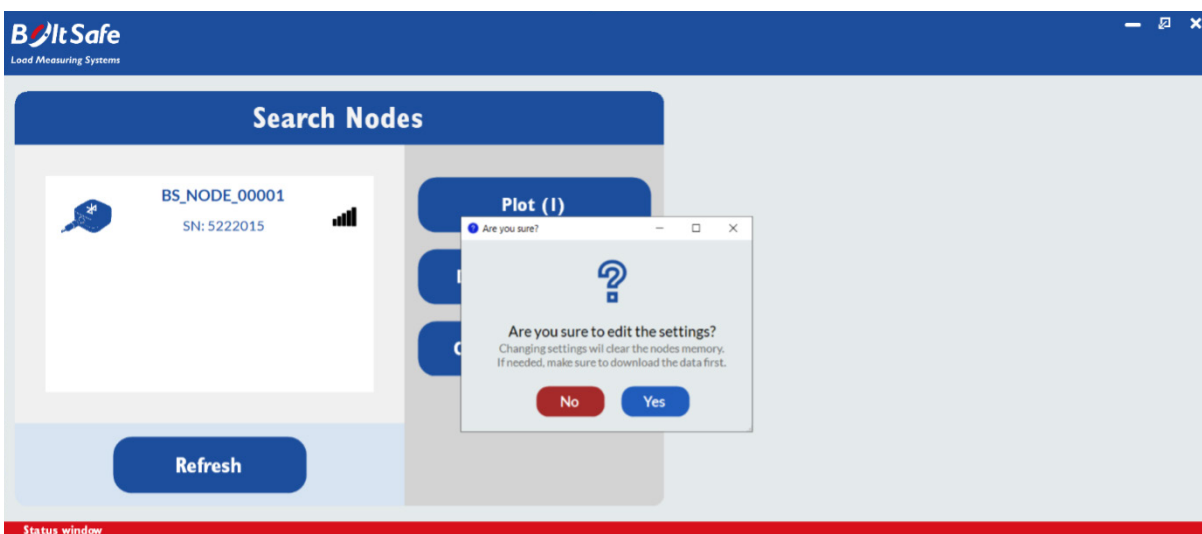 BoltSafe
Load Measuring Systems
Search Nodes
BS_NODE_00001
SN: 5222015
Plot (1)
Are you sure?
Are you sure to edit the settings?
Changing settings wil clear the nodes memory.
If needed, make sure to download the data first.
No
Yes
Refresh
Status window